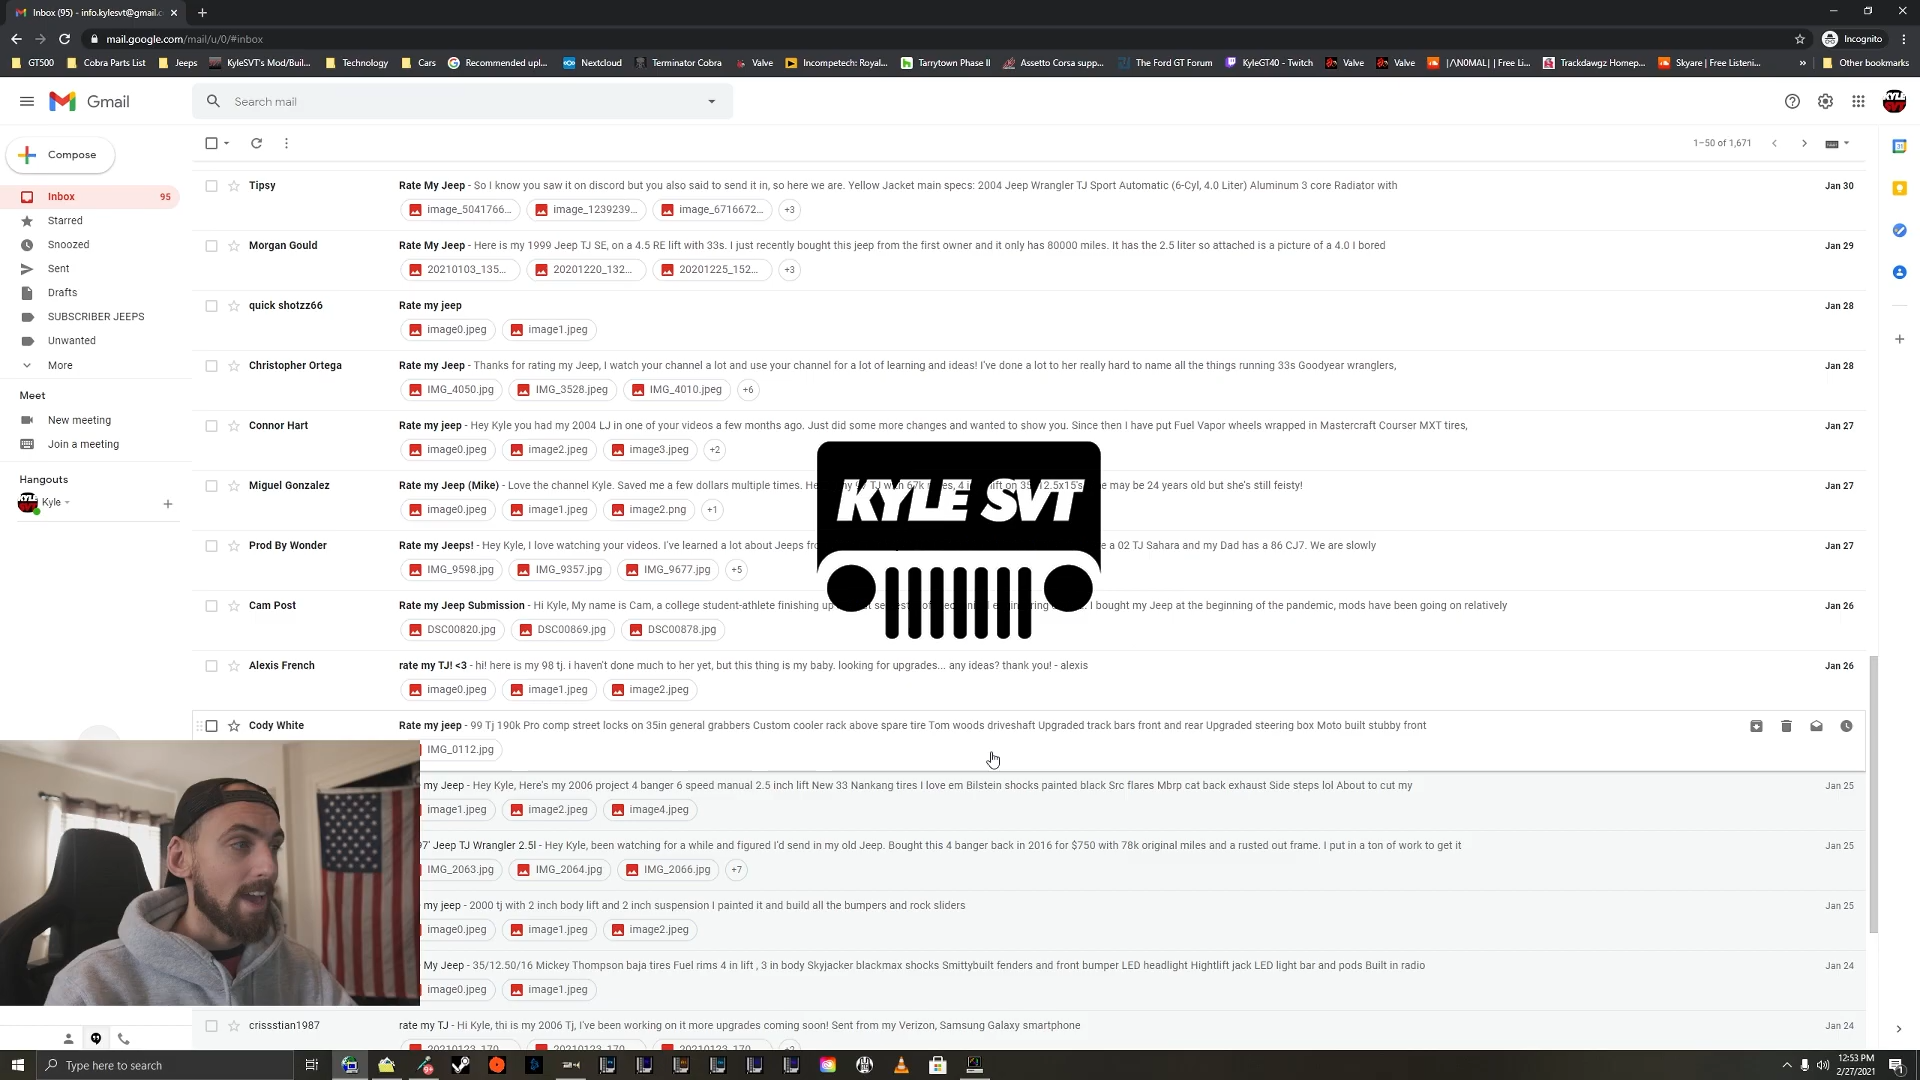 Inbox (95) - info.kylesvt@gmail.c
mail.google.com/mail/u/0/#inbox
Incognito
GT500
Cobra Parts List
Jeeps
KyleSVT's Mod/Buil...
Technology
Cars
Recommended upl...
Nextcloud
Terminator Cobra
Valve
Incompetech: Royal...
Tarrytown Phase II
Assetto Corsa supp...
The Ford GT Forum
KyleGT40 - Twitch
Valve
Valve
|/\N0MAL| | Free Li...
Trackdawgz Homep...
Skyare | Free Listeni...
Other bookmarks
Gmail
Search mail
KYLE SVT
Compose
1–50 of 1,671
Inbox 95
Starred
Snoozed
Sent
Drafts
SUBSCRIBER JEEPS
Unwanted
More
Meet
New meeting
Join a meeting
Hangouts
Kyle
Tipsy Rate My Jeep - So I know you saw it on discord but you also said to send it in, so here we are. Yellow Jacket main specs: 2004 Jeep Wrangler TJ Sport Automatic (6-Cyl, 4.0 Liter) Aluminum 3 core Radiator with Jan 30
image_5041766... image_1239239... image_6716672... +3
Morgan Gould Rate My Jeep - Here is my 1999 Jeep TJ SE, on a 4.5 RE lift with 33s. I just recently bought this jeep from the first owner and it only has 80000 miles. It has the 2.5 liter so attached is a picture of a 4.0 I bored Jan 29
20210103_135... 20201220_132... 20201225_152... +3
quick shotzz66 Rate my jeep Jan 28
image0.jpeg image1.jpeg
Christopher Ortega Rate my Jeep - Thanks for rating my Jeep, I watch your channel a lot and use your channel for a lot of learning and ideas! I've done a lot to her really hard to name all the things running 33s Goodyear wranglers, Jan 28
IMG_4050.jpg IMG_3528.jpeg IMG_4010.jpeg +6
Connor Hart Rate my jeep - Hey Kyle you had my 2004 LJ in one of your videos a few months ago. Just did some more changes and wanted to show you. Since then I have put Fuel Vapor wheels wrapped in Mastercraft Courser MXT tires, Jan 27
image0.jpeg image2.jpeg image3.jpeg +2
Miguel Gonzalez Rate my Jeep (Mike) - Love the channel Kyle. Saved me a few dollars multiple times. TJ with 67k lift on may be 24 years old but she's still feisty! Jan 27
image0.jpeg image1.jpeg image2.png +1
KYLE SVT
Prod By Wonder Rate my Jeeps! - Hey Kyle, I love watching your videos. I've learned a lot about Jeeps a 02 TJ Sahara and my Dad has a 86 CJ7. We are slowly Jan 27
IMG_9598.jpg IMG_9357.jpg IMG_9677.jpg +5
Cam Post Rate my Jeep Submission - Hi Kyle, My name is Cam, a college student-athlete finishing up I bought my Jeep at the beginning of the pandemic, mods have been going on relatively Jan 26
DSC00820.jpg DSC00869.jpg DSC00878.jpg
Alexis French rate my TJ! <3 - hi! here is my 98 tj. i haven't done much to her yet, but this thing is my baby. looking for upgrades... any ideas? thank you! - alexis Jan 26
image0.jpeg image1.jpeg image2.jpeg
Cody White Rate my jeep - 99 Tj 190k Pro comp street locks on 35in general grabbers Custom cooler rack above spare tire Tom woods driveshaft Upgraded track bars front and rear Upgraded steering box Moto built stubby front
IMG_0112.jpg
my Jeep - Hey Kyle, Here's my 2006 project 4 banger 6 speed manual 2.5 inch lift New 33 Nankang tires I love em Bilstein shocks painted black Src flares Mbrp cat back exhaust Side steps lol About to cut my Jan 25
image1.jpeg image2.jpeg image4.jpeg
97' Jeep TJ Wrangler 2.5l - Hey Kyle, been watching for a while and figured I'd send in my old Jeep. Bought this 4 banger back in 2016 for $750 with 78k original miles and a rusted out frame. I put in a ton of work to get it Jan 25
IMG_2063.jpg IMG_2064.jpg IMG_2066.jpg +7
my jeep - 2000 tj with 2 inch body lift and 2 inch suspension I painted it and build all the bumpers and rock sliders Jan 25
image0.jpeg image1.jpeg image2.jpeg
My Jeep - 35/12.50/16 Mickey Thompson baja tires Fuel rims 4 in lift , 3 in body Skyjacker blackmax shocks Smittybuilt fenders and front bumper LED headlight Hightlift jack LED light bar and pods Built in radio Jan 24
image0.jpeg image1.jpeg
crissstian1987 rate my TJ - Hi Kyle, thi is my 2006 Tj, I've been working on it more upgrades coming soon! Sent from my Verizon, Samsung Galaxy smartphone Jan 24
Type here to search
12:53 PM
2/27/2021